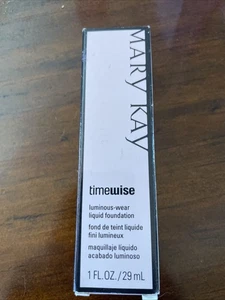 MARY KAY
timewise
luminous-wear
liquid foundation
fond de teint liquide
fini lumineux
maquillaje líquido
acabado luminoso
1 FL.OZ./29 mL